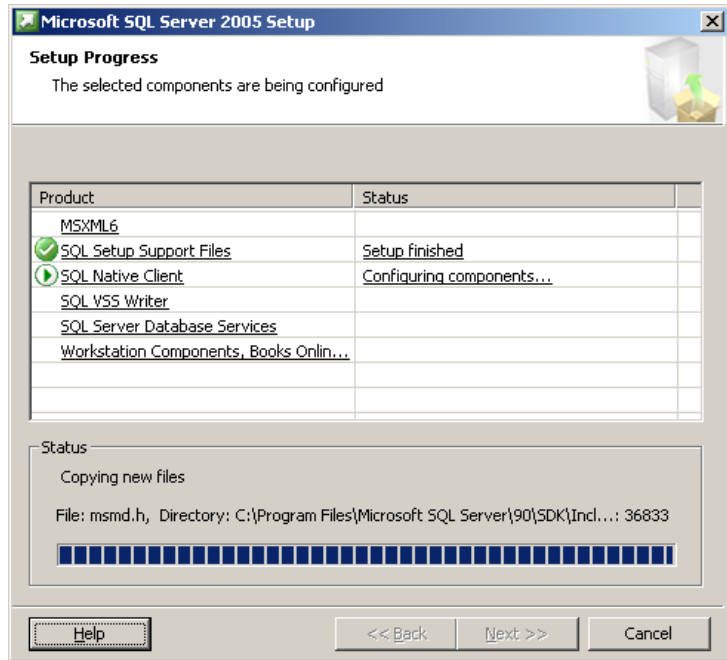 Microsoft SQL Server 2005 Setup
Setup Progress
The selected components are being configured
Product Status
MSXML6
SQL Setup Support Files Setup finished
SQL Native Client Configuring components...
SQL VSS Writer
SQL Server Database Services
Workstation Components, Books Onlin...
Status
Copying new files
File: msmd.h, Directory: C:\Program Files\Microsoft SQL Server\90\SDK\Incl...: 36833
Help << Back Next >> Cancel